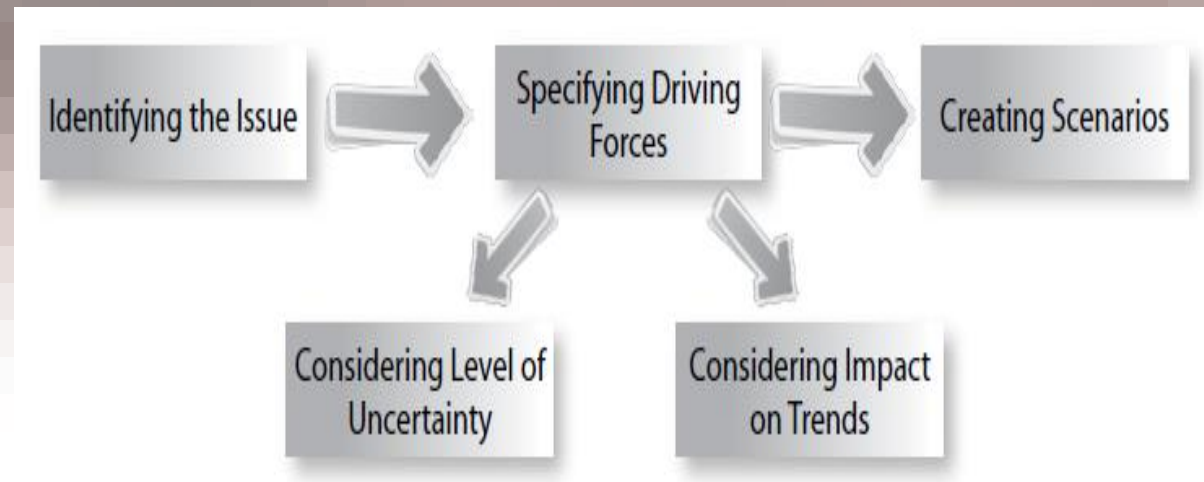 Identifying the Issue
Specifying Driving
Forces
Creating Scenarios
Considering Level of
Uncertainty
Considering Impact
on Trends